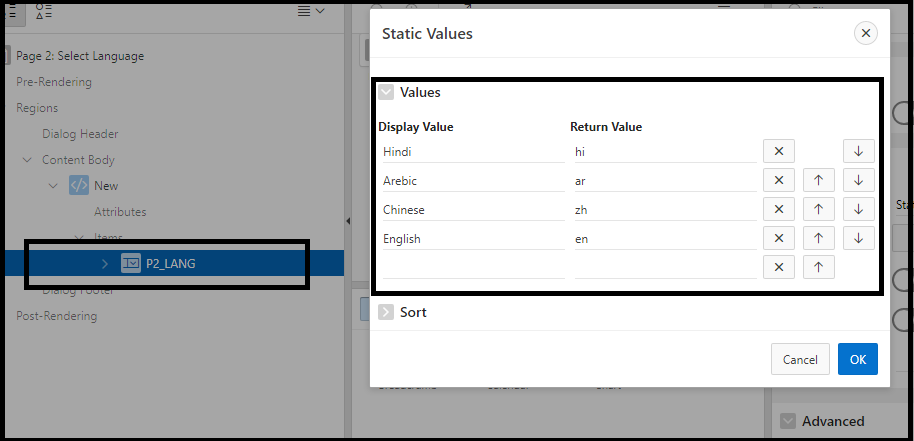 Page 2: Select Language
Pre-Rendering
Regions
Dialog Header
Content Body
New
Attributes
Items
P2_LANG
Dialog Footer
Post-Rendering
Static Values
Values
Display Value Return Value
Hindi hi
Arebic ar
Chinese zh
English en
Sort
Cancel OK
Sta
Advanced